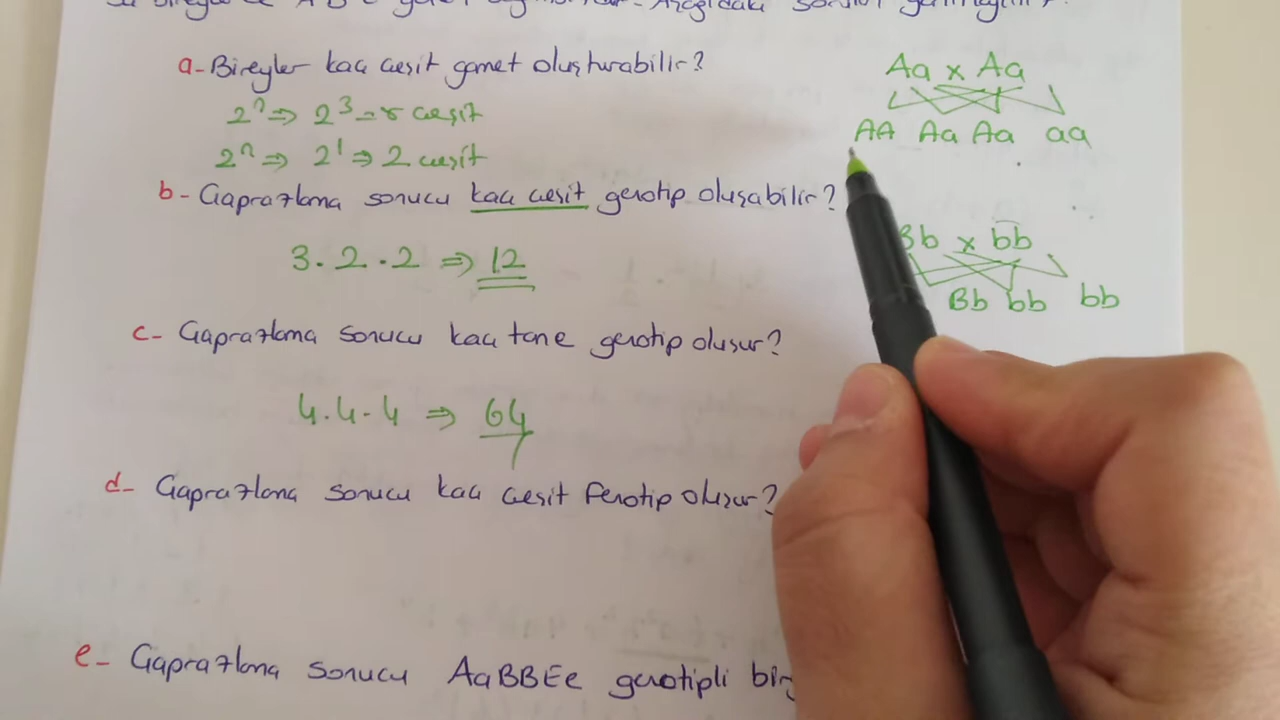 A B E
a- Bireyler kaç çeşit gamet oluşturabilir?
2ⁿ ⇒ 2³ = 8 çeşit
2ⁿ ⇒ 2¹ ⇒ 2 çeşit
Aa x Aa
AA Aa Aa aa
b- Çaprazlama sonucu kaç çeşit genotip oluşabilir?
3.2.2 ⇒ 12
Bb x bb
Bb bb bb
c- Çaprazlama sonucu kaç tane genotip oluşur?
4.4.4 ⇒ 64
d- Çaprazlama sonucu kaç çeşit Fenotip oluşur?
e- Çaprazlama sonucu AaBBEe genotipli